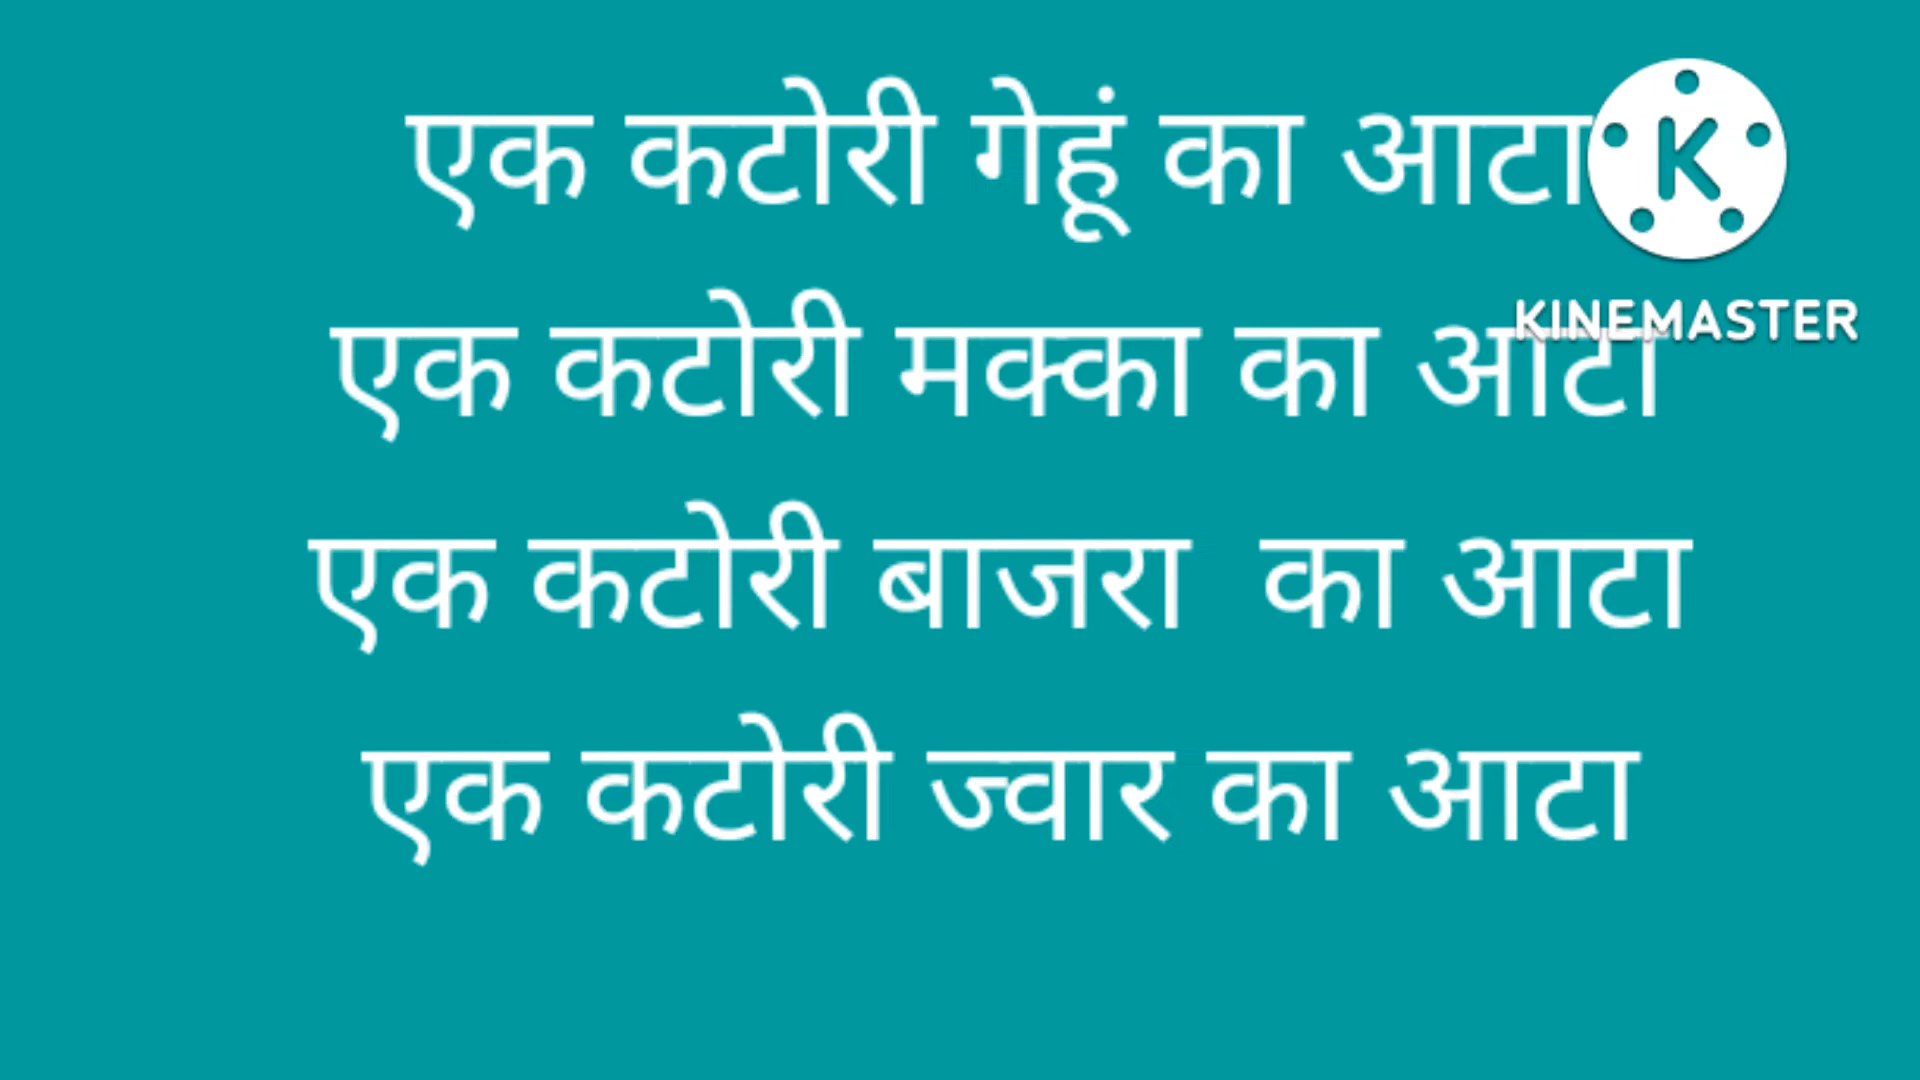 एक कटोरी गेहूं का आटा
एक कटोरी मक्का का आटा
एक कटोरी बाजरा  का आटा
एक कटोरी ज्वार का आटा
K
KINEMASTER